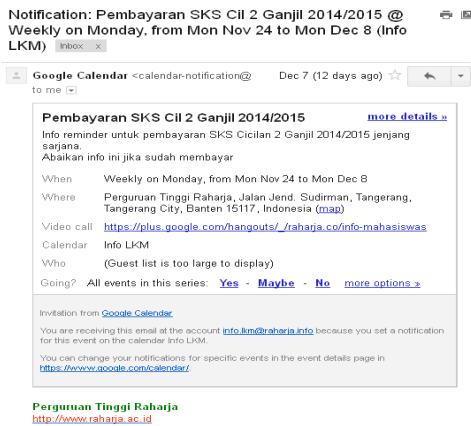 Notification: Pembayaran SKS Cil 2 Ganjil 2014/2015 @
Weekly on Monday, from Mon Nov 24 to Mon Dec 8 (Info
LKM) Inbox x
Google Calendar <calendar-notification@ Dec 7 (12 days ago)
to me
Pembayaran SKS Cil 2 Ganjil 2014/2015 more details »
Info reminder untuk pembayaran SKS Cicilan 2 Ganjil 2014/2015 jenjang
sarjana.
Abaikan info ini jika sudah membayar
When Weekly on Monday, from Mon Nov 24 to Mon Dec 8
Where Perguruan Tinggi Raharja, Jalan Jend. Sudirman, Tangerang,
Tangerang City, Banten 15117, Indonesia (map)
Video call https://plus.google.com/hangouts/_/raharja.co/info-mahasiswas
Calendar Info LKM
Who (Guest list is too large to display)
Going? All events in this series: Yes - Maybe - No more options »
Invitation from Google Calendar
You are receiving this email at the account info.lkm@raharja.info because you set a notification
for this event on the calendar Info LKM.
You can change your notifications for specific events in the event details page in
https://www.google.com/calendar/.
Perguruan Tinggi Raharja
http://www.raharja.ac.id